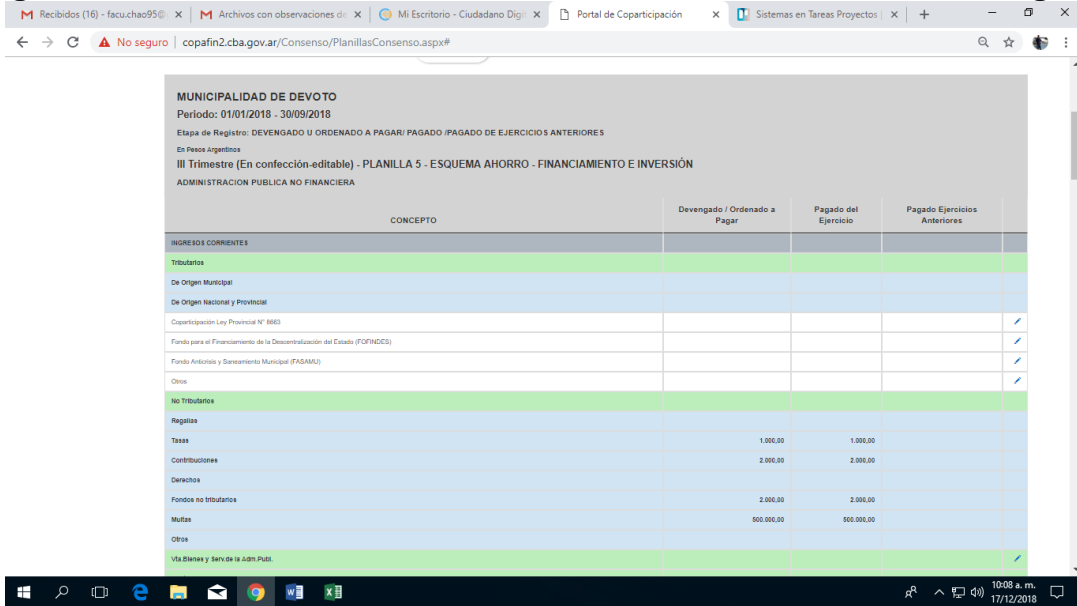 Recibidos (16) - facu.chao95@
Archivos con observaciones de
Mi Escritorio - Ciudadano Digit
Portal de Coparticipación
Sistemas en Tareas Proyectos |
No seguro | copafin2.cba.gov.ar/Consenso/PlanillasConsenso.aspx#
MUNICIPALIDAD DE DEVOTO
Periodo: 01/01/2018 - 30/09/2018
Etapa de Registro: DEVENGADO U ORDENADO A PAGAR/ PAGADO /PAGADO DE EJERCICIOS ANTERIORES
En Pesos Argentinos
III Trimestre (En confección-editable) - PLANILLA 5 - ESQUEMA AHORRO - FINANCIAMIENTO E INVERSIÓN
ADMINISTRACION PUBLICA NO FINANCIERA
CONCEPTO
Devengado / Ordenado a
Pagar
Pagado del
Ejercicio
Pagado Ejercicios
Anteriores
INGRESOS CORRIENTES
Tributarios
De Origen Municipal
De Origen Nacional y Provincial
Coparticipación Ley Provincial N° 8663
Fondo para el Financiamiento de la Descentralización del Estado (FOFINDES)
Fondo Anticrisis y Saneamiento Municipal (FASAMU)
Otros
No Tributarios
Regalías
Tasas 1.000,00 1.000,00
Contribuciones 2.000,00 2.000,00
Derechos
Fondos no tributarios 2.000,00 2.000,00
Multas 500.000,00 500.000,00
Otros
Vta.Bienes y Serv.de la Adm.Publ.
10:08 a. m.
17/12/2018